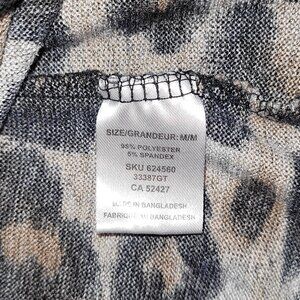 SIZE/GRANDEUR: M/M
95% POLYESTER
5% SPANDEX
SKU 624560
33387GT
CA 52427
MADE IN BANGLADESH
FABRIQUÉ AU BANGLADESH